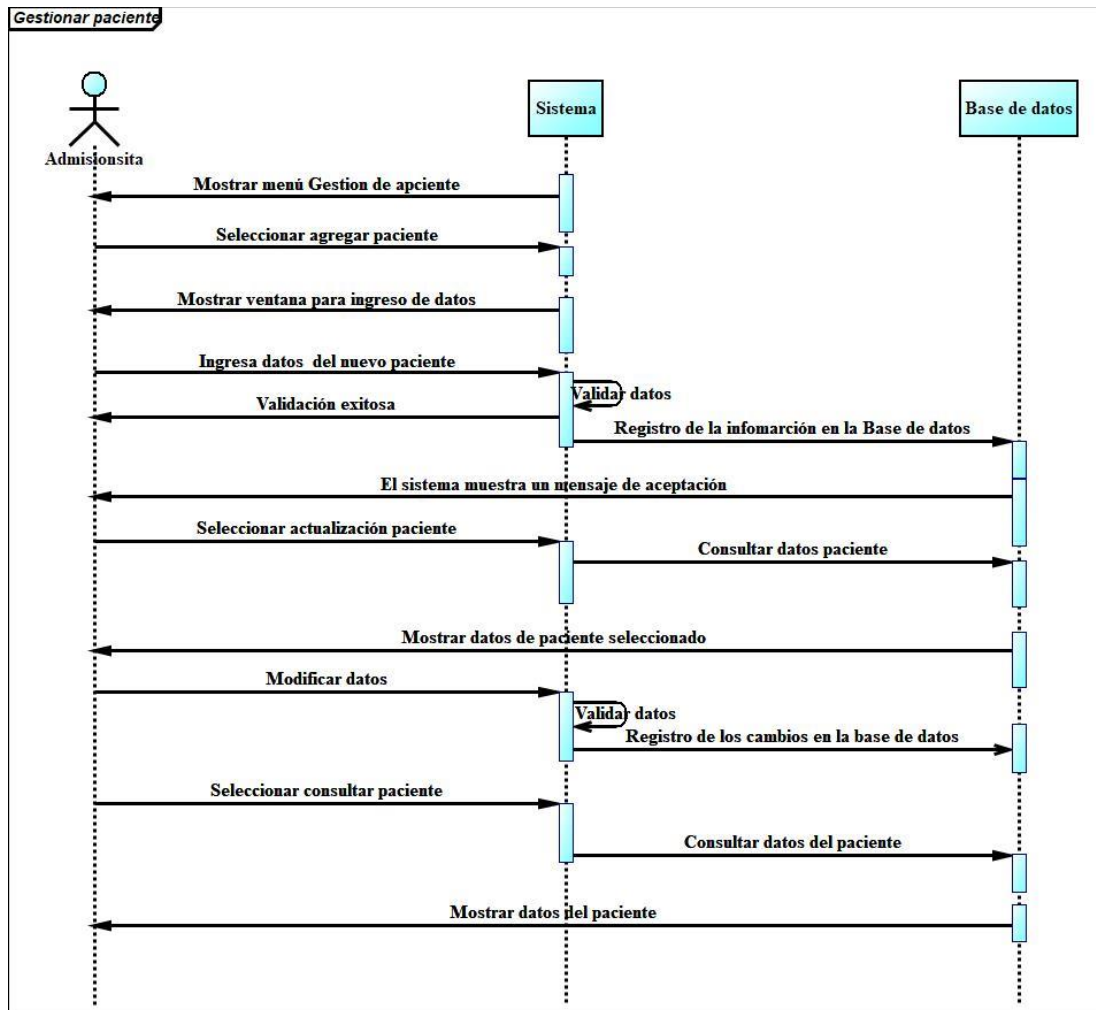 Gestionar paciente
Sistema
Base de datos
Admisionsita
Mostrar menú Gestion de apciente
Seleccionar agregar paciente
Mostrar ventana para ingreso de datos
Ingresa datos del nuevo paciente
Validar datos
Validación exitosa
Registro de la infomarción en la Base de datos
El sistema muestra un mensaje de aceptación
Seleccionar actualización paciente
Consultar datos paciente
Mostrar datos de paciente seleccionado
Modificar datos
Validar datos
Registro de los cambios en la base de datos
Seleccionar consultar paciente
Consultar datos del paciente
Mostrar datos del paciente